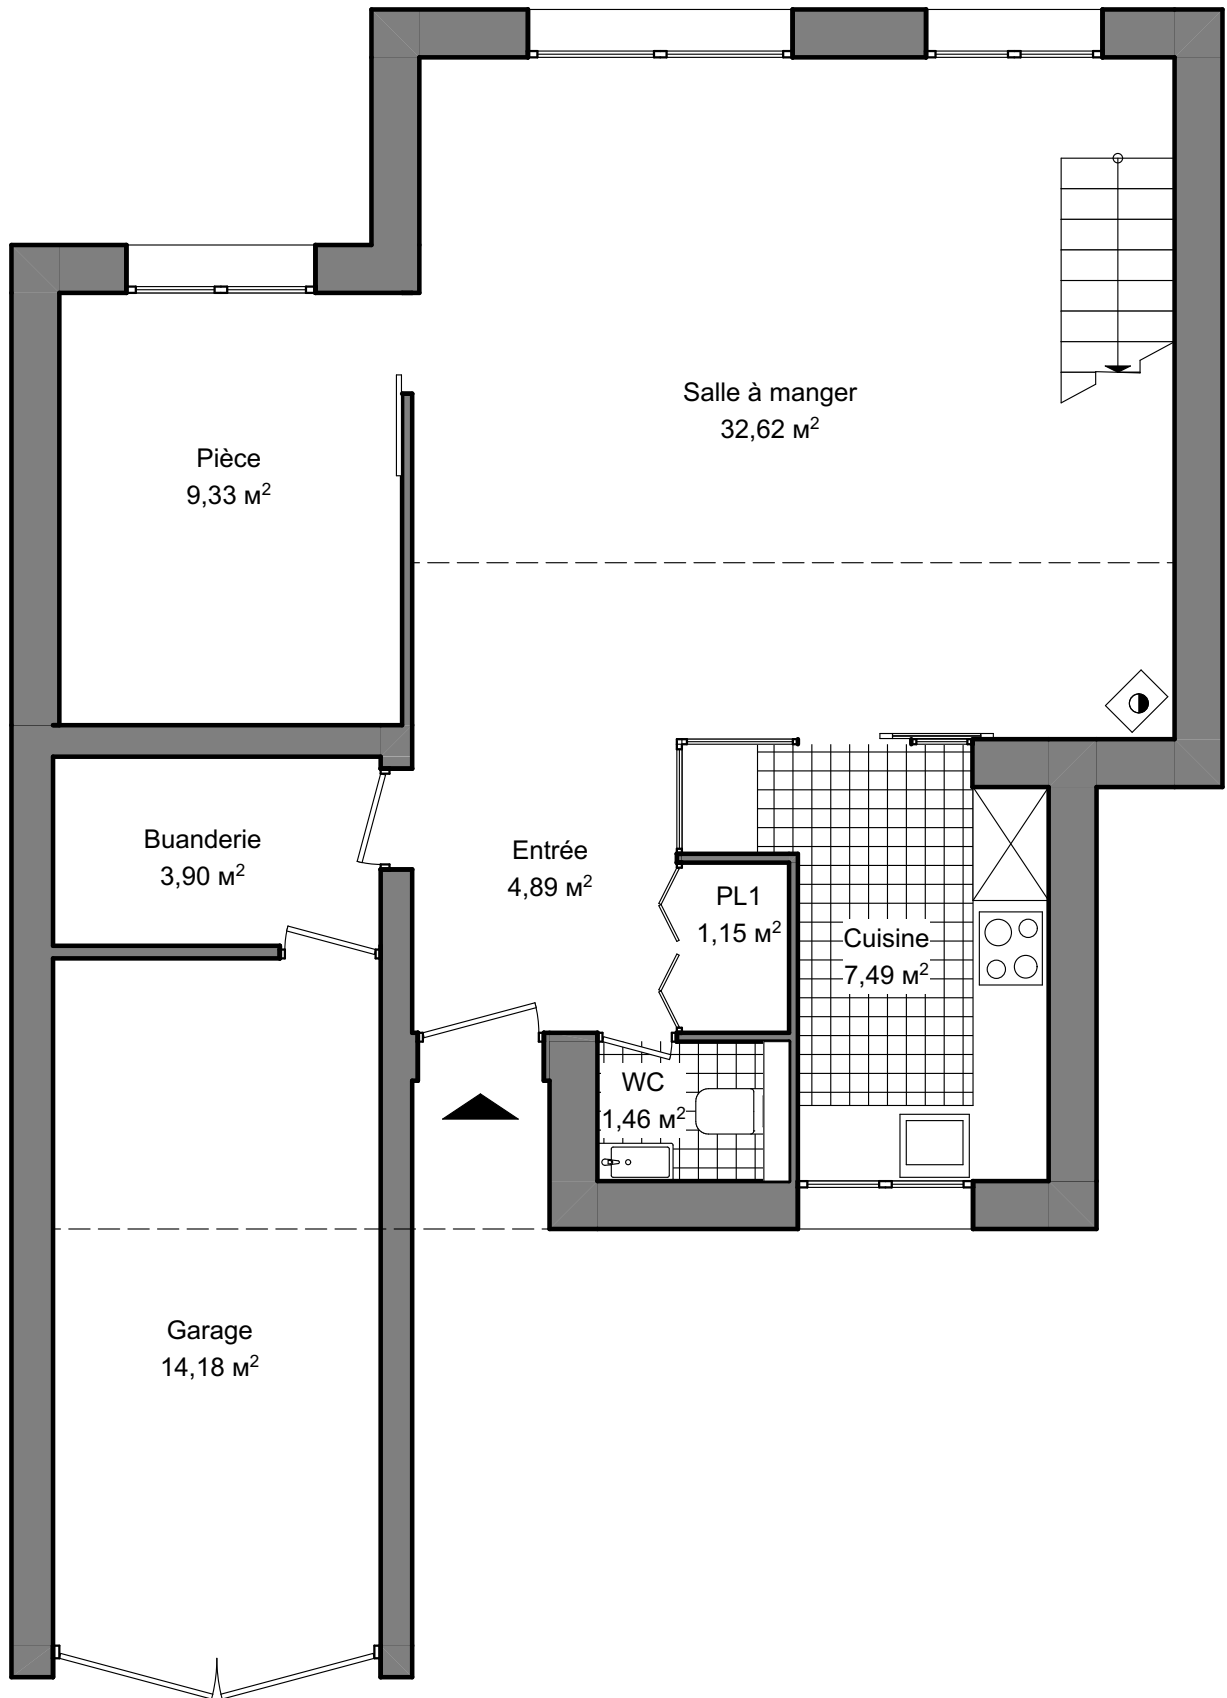 Salle à manger
32,62 м²
Pièce
9,33 м²
Buanderie
3,90 м²
Entrée
4,89 м²
PL1
1,15 м²
Cuisine
7,49 м²
WC
1,46 м²
Garage
14,18 м²